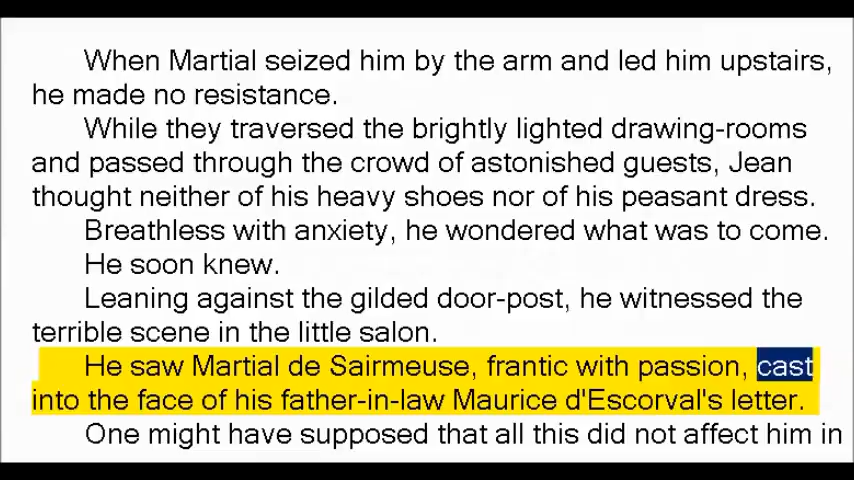 When Martial seized him by the arm and led him upstairs,
he made no resistance.
While they traversed the brightly lighted drawing-rooms
and passed through the crowd of astonished guests, Jean
thought neither of his heavy shoes nor of his peasant dress.
Breathless with anxiety, he wondered what was to come.
He soon knew.
Leaning against the gilded door-post, he witnessed the
terrible scene in the little salon.
He saw Martial de Sairmeuse, frantic with passion, cast
into the face of his father-in-law Maurice d'Escorval's letter.
One might have supposed that all this did not affect him in